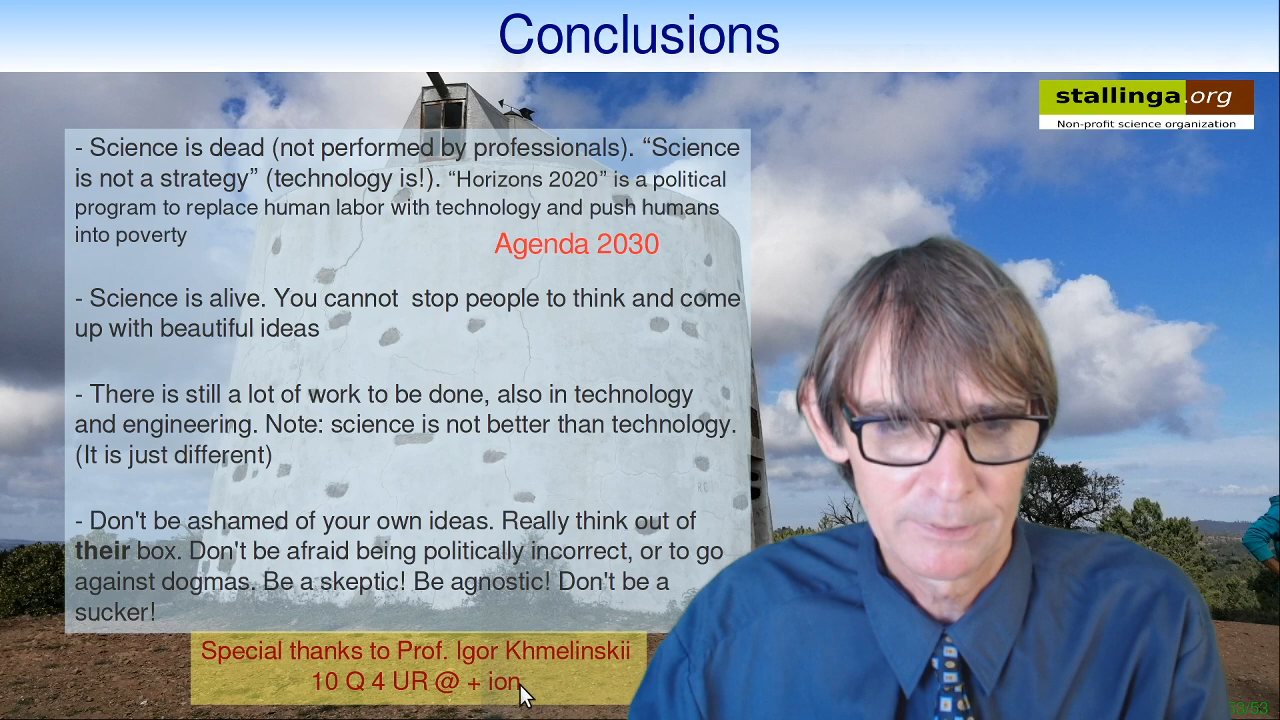 Conclusions
stallinga.org
Non-profit science organization
- Science is dead (not performed by professionals). “Science
is not a strategy” (technology is!). “Horizons 2020” is a political
program to replace human labor with technology and push humans
into poverty
Agenda 2030
- Science is alive. You cannot  stop people to think and come
up with beautiful ideas
- There is still a lot of work to be done, also in technology
and engineering. Note: science is not better than technology.
(It is just different)
- Don't be ashamed of your own ideas. Really think out of
their box. Don't be afraid being politically incorrect, or to go
against dogmas. Be a skeptic! Be agnostic! Don't be a
sucker!
Special thanks to Prof. Igor Khmelinskii
10 Q 4 UR @ + ion
53/53